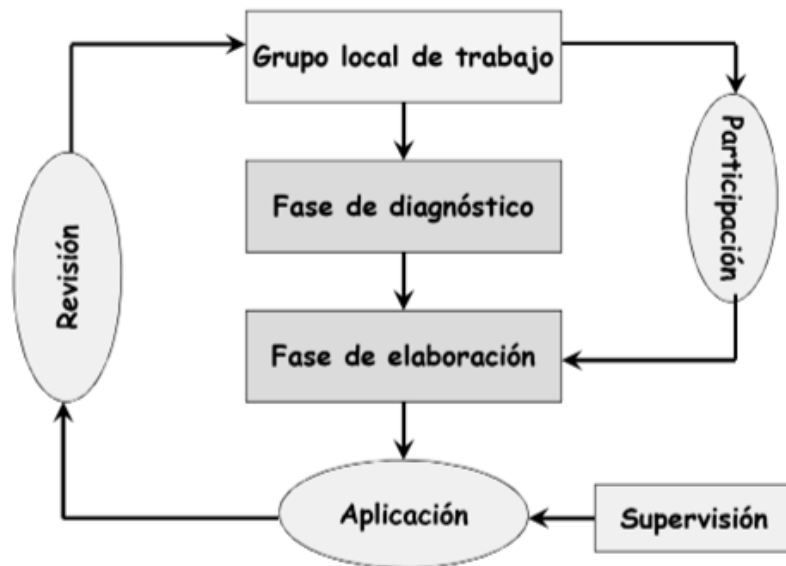 Grupo local de trabajo
Participación
Fase de diagnóstico
Revisión
Fase de elaboración
Aplicación
Supervisión